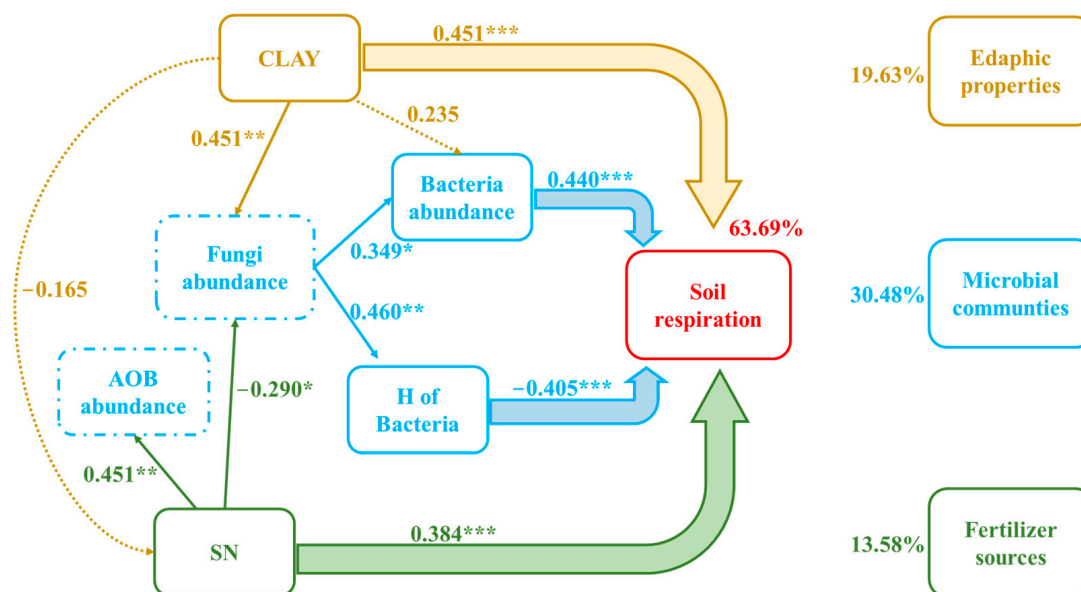 0.451***
CLAY
Edaphic
properties
19.63%
0.235
0.451**
Bacteria
abundance
0.440***
63.69%
Fungi
abundance
0.349*
−0.165
Soil
respiration
30.48%
Microbial
communties
0.460**
AOB
abundance
−0.290*
H of
Bacteria
−0.405***
0.451**
SN
0.384***
13.58%
Fertilizer
sources